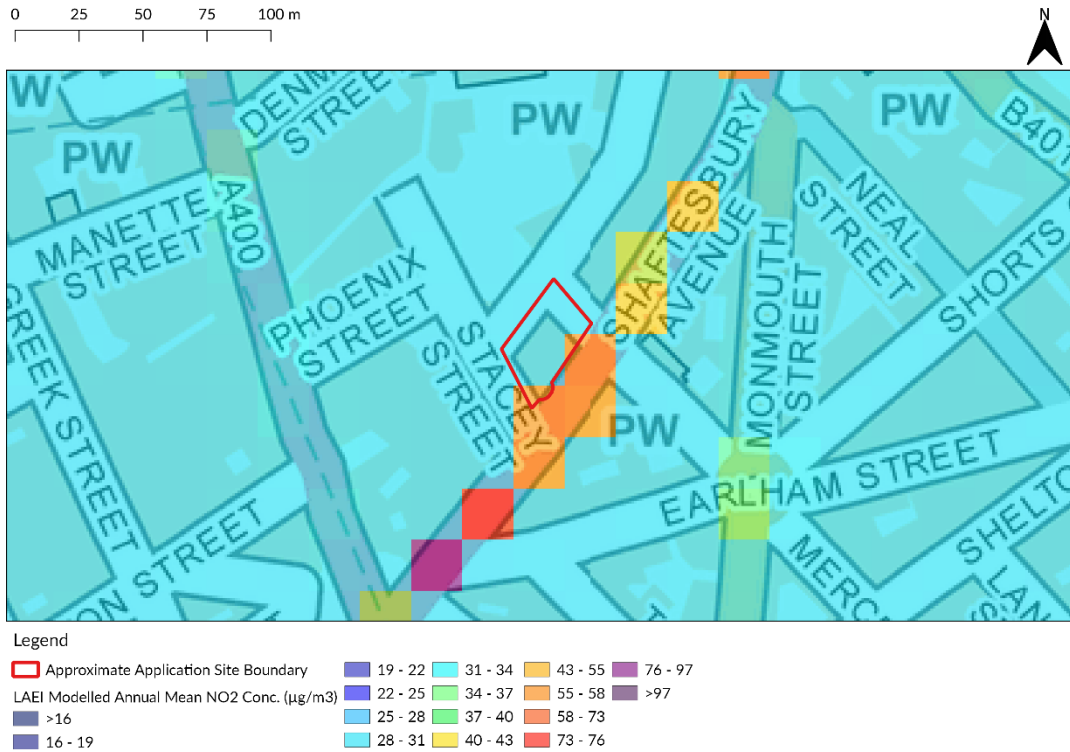 0 25 50 75 100 m
N
W
PW
DENM
STREET
PW
PW
B401
MANETTE
STREET
A400
SHAFTESBURY
AVENUE
NEAL
STREET
SHORTS
GREEK STREET
PHOENIX
STREET
STACEY
STREET
MONMOUTH
STREET
PW
EARLHAM STREET
SHELTO
ON STREET
MERC
LAN
Legend
Approximate Application Site Boundary
LAEI Modelled Annual Mean NO2 Conc. (μg/m3)
>16
16 - 19
19 - 22
22 - 25
25 - 28
28 - 31
31 - 34
34 - 37
37 - 40
40 - 43
43 - 55
55 - 58
58 - 73
73 - 76
76 - 97
>97